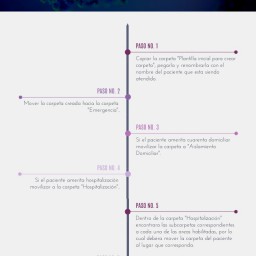 PASO NO. 1
Copiar la carpeta "Plantilla inicial para crear
carpeta", pegarla y renombrarla con el
nombre del paciente que esta siendo
atendido.
PASO NO. 2
Mover la carpeta creada hacia la carpeta
"Emergencia".
PASO NO. 3
Si el paciente amerita cuarentena domiciliar
movilizar la carpeta a "Aislamiento
Domiciliar".
PASO NO. 4
Si el paciente amerita hospitalización
movilizar a la carpeta "Hospitalización".
PASO NO. 5
Dentro de la carpeta "Hospitalización"
encontrara las subcarpetas correspondientes
a cada una de las áreas habilitadas, por lo
cual deberá mover la carpeta del paciente
al lugar que corresponda.